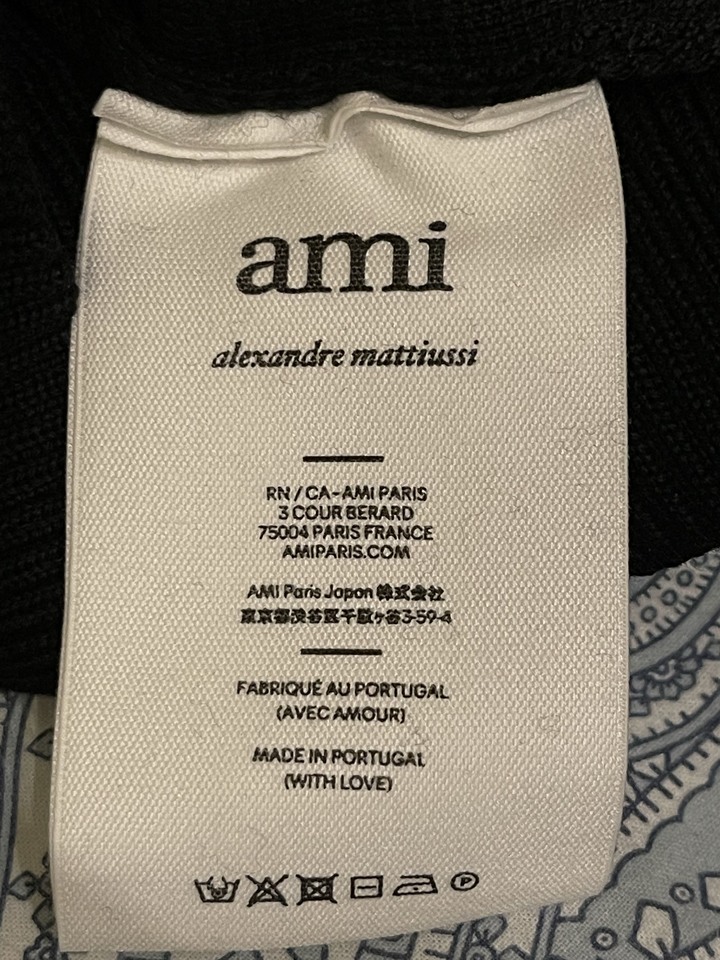 ami
alexandre mattiussi
RN / CA-AMI PARIS
3 COUR BERARD
75004 PARIS FRANCE
AMIPARIS.COM
AMI Paris Japon 株式会社
東京都渋谷区千駄ヶ谷3-59-4
FABRIQUÉ AU PORTUGAL
(AVEC AMOUR)
MADE IN PORTUGAL
(WITH LOVE)
P